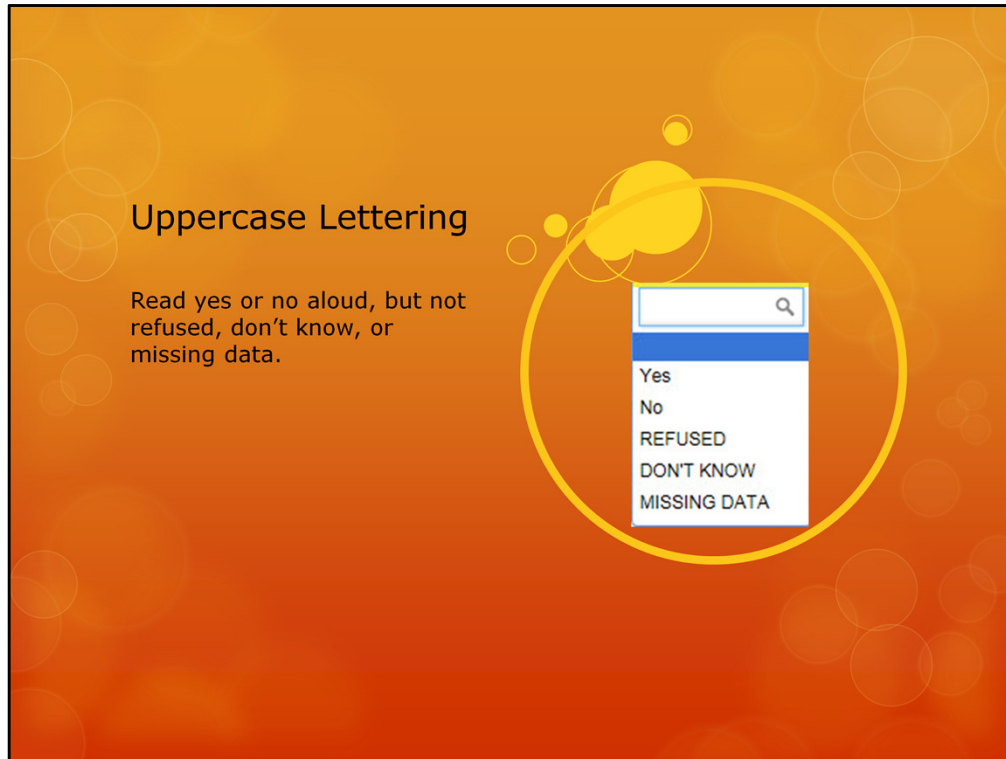 Uppercase Lettering
Read yes or no aloud, but not
refused, don’t know, or
missing data.
Yes
No
REFUSED
DON'T KNOW
MISSING DATA